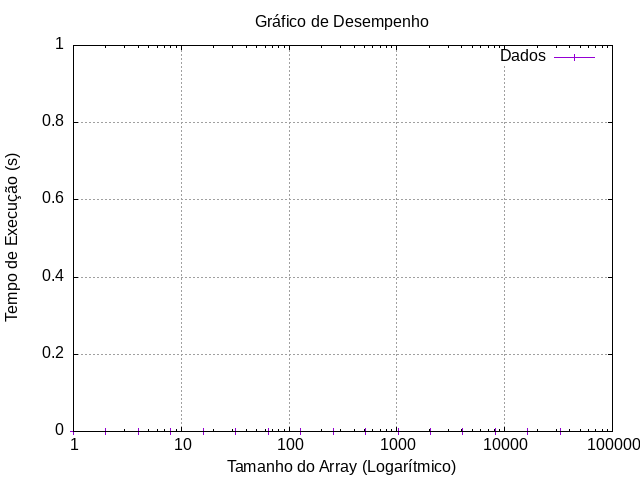 Gráfico de Desempenho
Dados
1
0.8
0.6
0.4
0.2
0
Tempo de Execução (s)
1 10 100 1000 10000 100000
Tamanho do Array (Logarítmico)